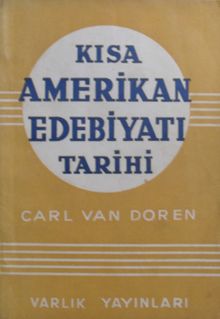 KISA
AMERİKAN
EDEBİYATI
TARİHİ
CARL VAN DOREN
VARLIK YAYINLARI